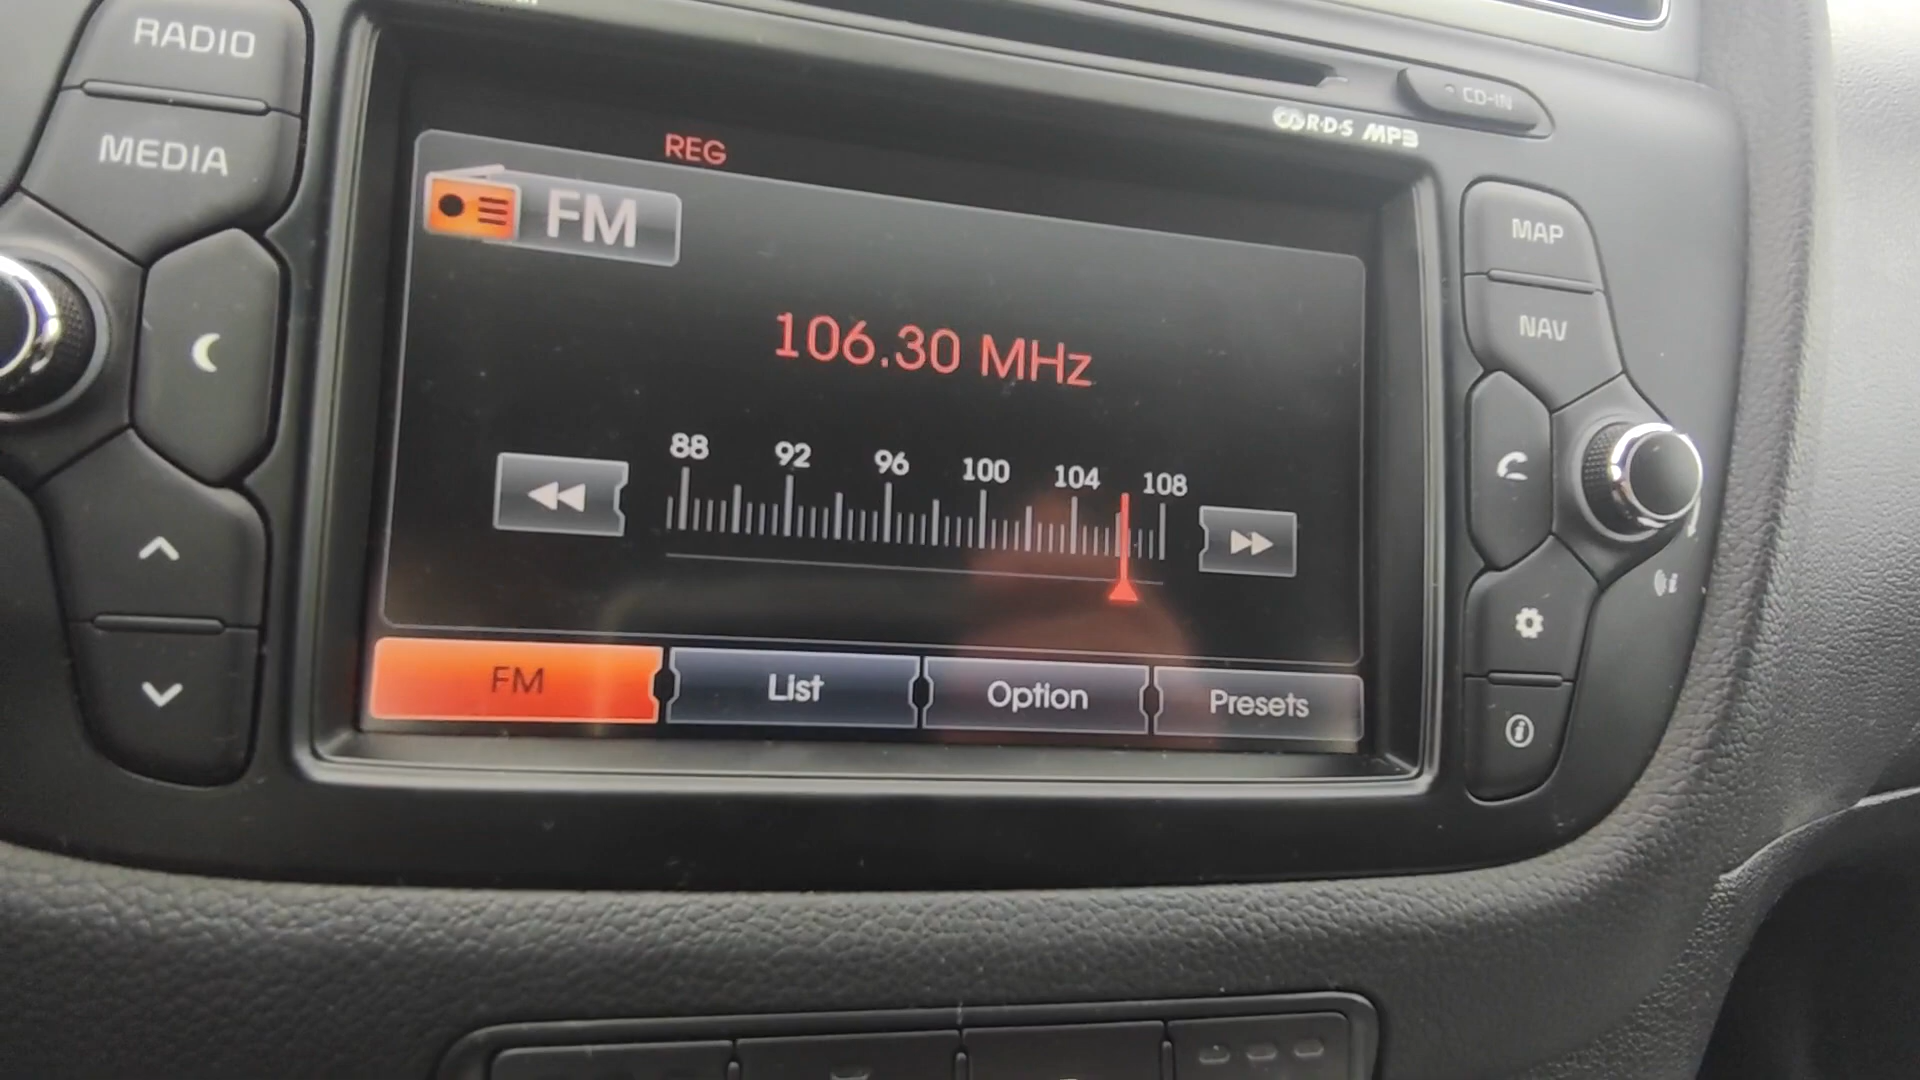 RADIO
MEDIA
CD-IN
R·D·S MP3
REG
FM
106.30 MHz
88 92 96 100 104 108
FM List Option Presets
MAP
NAV